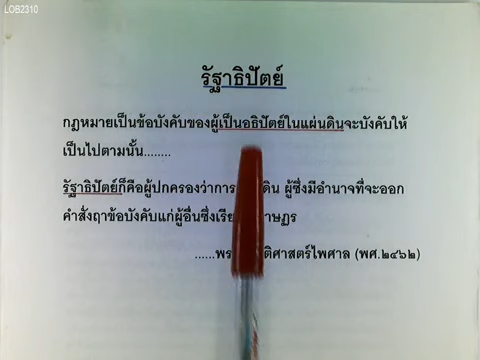 LOB2310
รัฐาธิปัตย์
กฎหมายเป็นข้อบังคับของผู้เป็นอธิปัตย์ในแผ่นดินจะบังคับให้
เป็นไปตามนั้น........
รัฐาธิปัตย์ก็คือผู้ปกครองว่าการ ดิน ผู้ซึ่งมีอำนาจที่จะออก
คำสั่งฤาข้อบังคับแก่ผู้อื่นซึ่งเรีย าษฎร
......พร ติศาสตร์ไพศาล (พศ.๒๔๖๒)